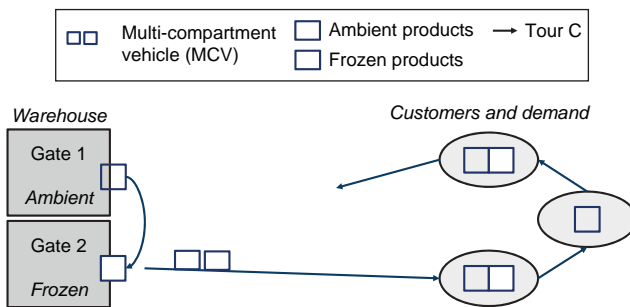 Multi-compartment
vehicle (MCV)
Ambient products
Frozen products
Tour C
Warehouse
Customers and demand
Gate 1
Ambient
Gate 2
Frozen